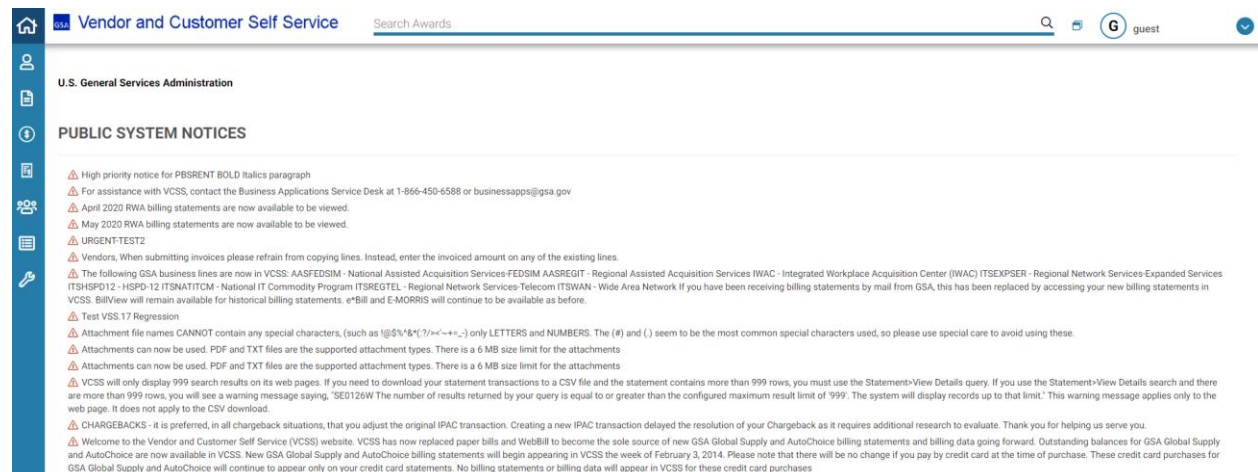 GSA Vendor and Customer Self Service
Search Awards
G guest
U.S. General Services Administration
PUBLIC SYSTEM NOTICES
High priority notice for PBSRENT BOLD Italics paragraph
For assistance with VCSS, contact the Business Applications Service Desk at 1-866-450-6588 or businessapps@gsa.gov
April 2020 RWA billing statements are now available to be viewed.
May 2020 RWA billing statements are now available to be viewed.
URGENT-TEST2
Vendors, When submitting invoices please refrain from copying lines. Instead, enter the invoiced amount on any of the existing lines.
The following GSA business lines are now in VCSS: AASFEDSIM - National Assisted Acquisition Services-FEDSIM AASREGIT - Regional Assisted Acquisition Services IWAC - Integrated Workplace Acquisition Center (IWAC) ITSEXPSER - Regional Network Services-Expanded Services
ITSHSPD12 - HSPD-12 ITSNATITCM - National IT Commodity Program ITSREGTEL - Regional Network Services-Telecom ITSWAN - Wide Area Network If you have been receiving billing statements by mail from GSA, this has been replaced by accessing your new billing statements in
VCSS. BillView will remain available for historical billing statements. e*Bill and E-MORRIS will continue to be available as before.
Test VSS.17 Regression
Attachment file names CANNOT contain any special characters, (such as !@$%^&*(:?/><`~+=_-) only LETTERS and NUMBERS. The (#) and (.) seem to be the most common special characters used, so please use special care to avoid using these.
Attachments can now be used. PDF and TXT files are the supported attachment types. There is a 6 MB size limit for the attachments
Attachments can now be used. PDF and TXT files are the supported attachment types. There is a 6 MB size limit for the attachments
VCSS will only display 999 search results on its web pages. If you need to download your statement transactions to a CSV file and the statement contains more than 999 rows, you must use the Statement>View Details query. If you use the Statement>View Details search and there
are more than 999 rows, you will see a warning message saying, "SE0126W The number of results returned by your query is equal to or greater than the configured maximum result limit of '999'. The system will display records up to that limit." This warning message applies only to the
web page. It does not apply to the CSV download.
CHARGEBACKS - it is preferred, in all chargeback situations, that you adjust the original IPAC transaction. Creating a new IPAC transaction delayed the resolution of your Chargeback as it requires additional research to evaluate. Thank you for helping us serve you.
Welcome to the Vendor and Customer Self Service (VCSS) website. VCSS has now replaced paper bills and WebBill to become the sole source of new GSA Global Supply and AutoChoice billing statements and billing data going forward. Outstanding balances for GSA Global Supply
and AutoChoice are now available in VCSS. New GSA Global Supply and AutoChoice billing statements will begin appearing in VCSS the week of February 3, 2014. Please note that there will be no change if you pay by credit card at the time of purchase. These credit card purchases for
GSA Global Supply and AutoChoice will continue to appear only on your credit card statements. No billing statements or billing data will appear in VCSS for these credit card purchases